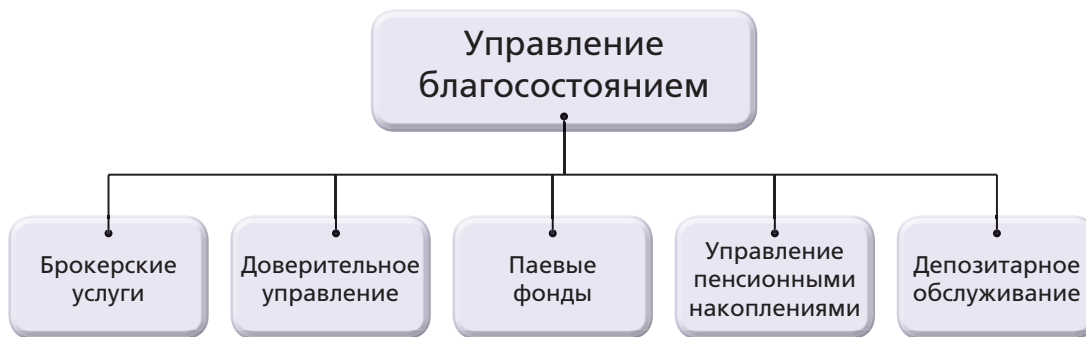 Управление
благосостоянием
Брокерские
услуги
Доверительное
управление
Паевые
фонды
Управление
пенсионными
накоплениями
Депозитарное
обслуживание